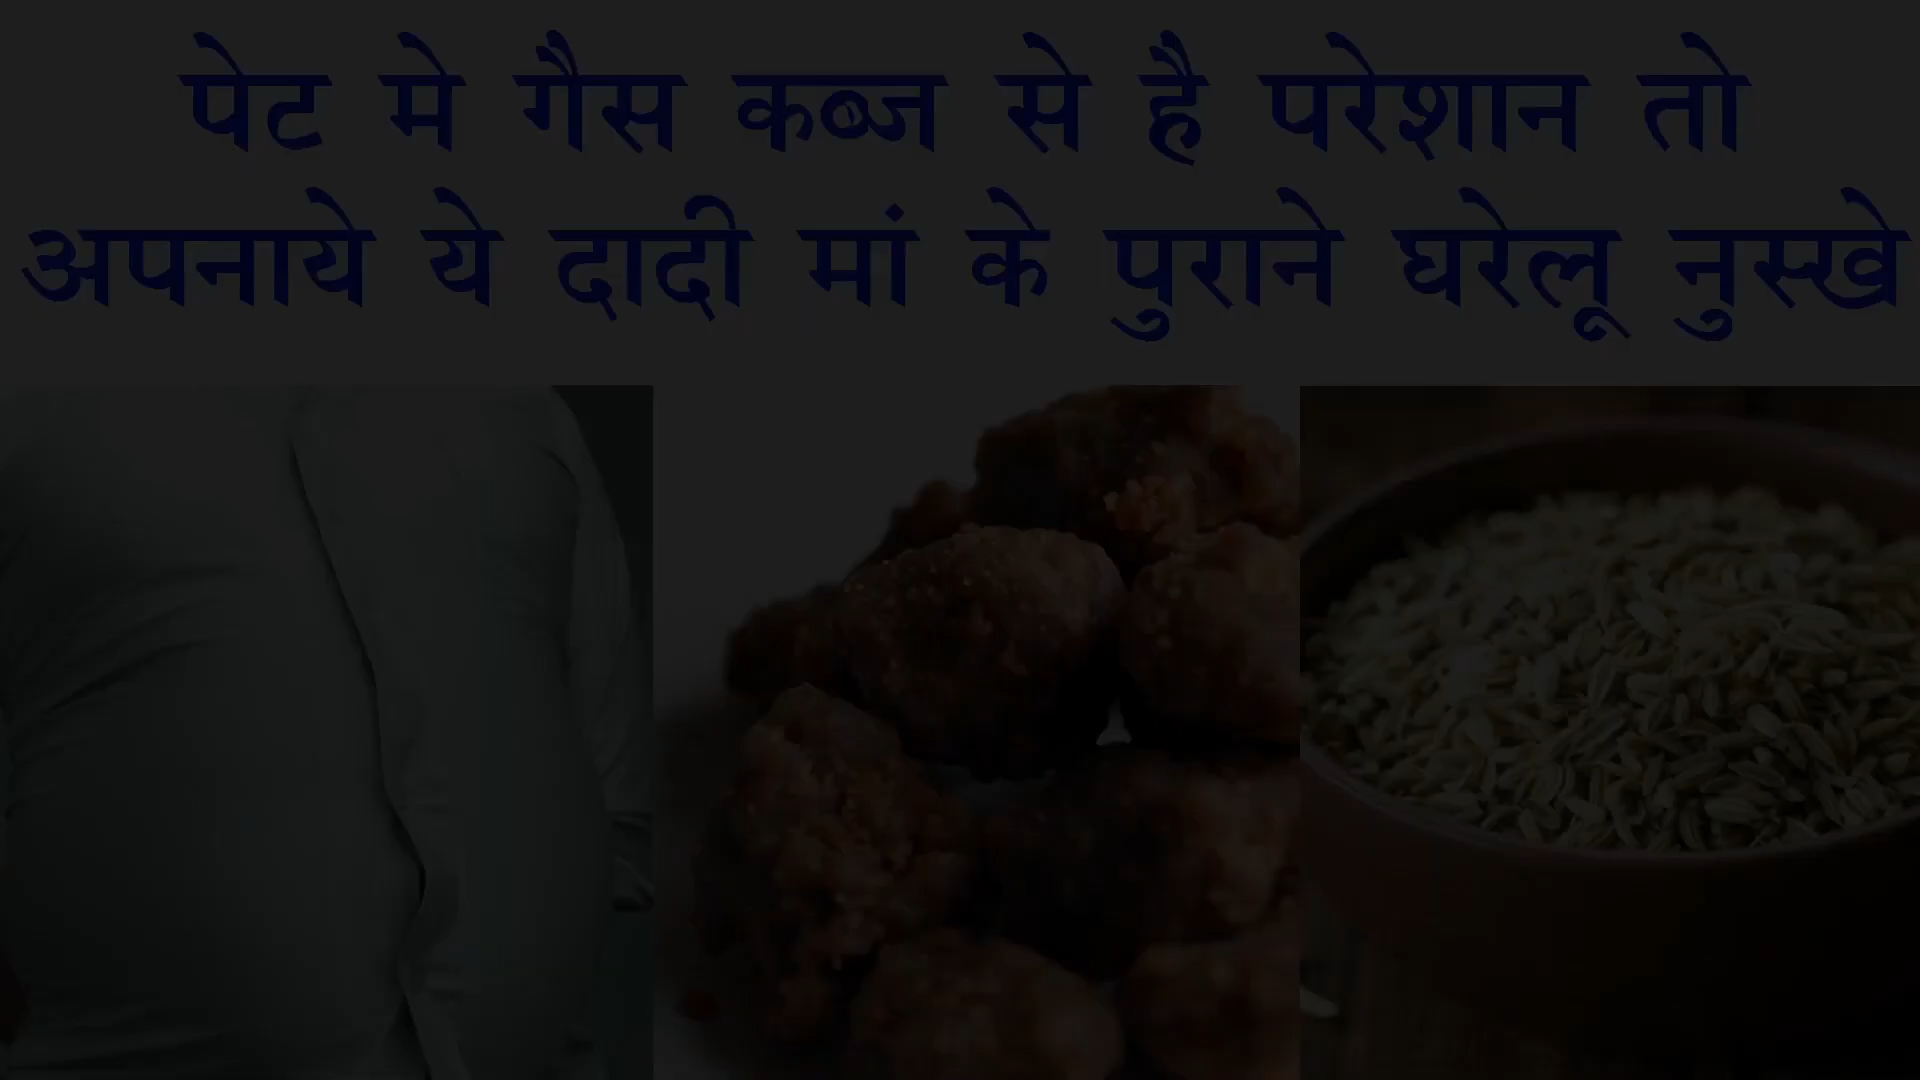 पेट मे गैस कब्ज से है परेशान तो
अपनाये ये दादी मां के पुराने घरेलू नुस्खे